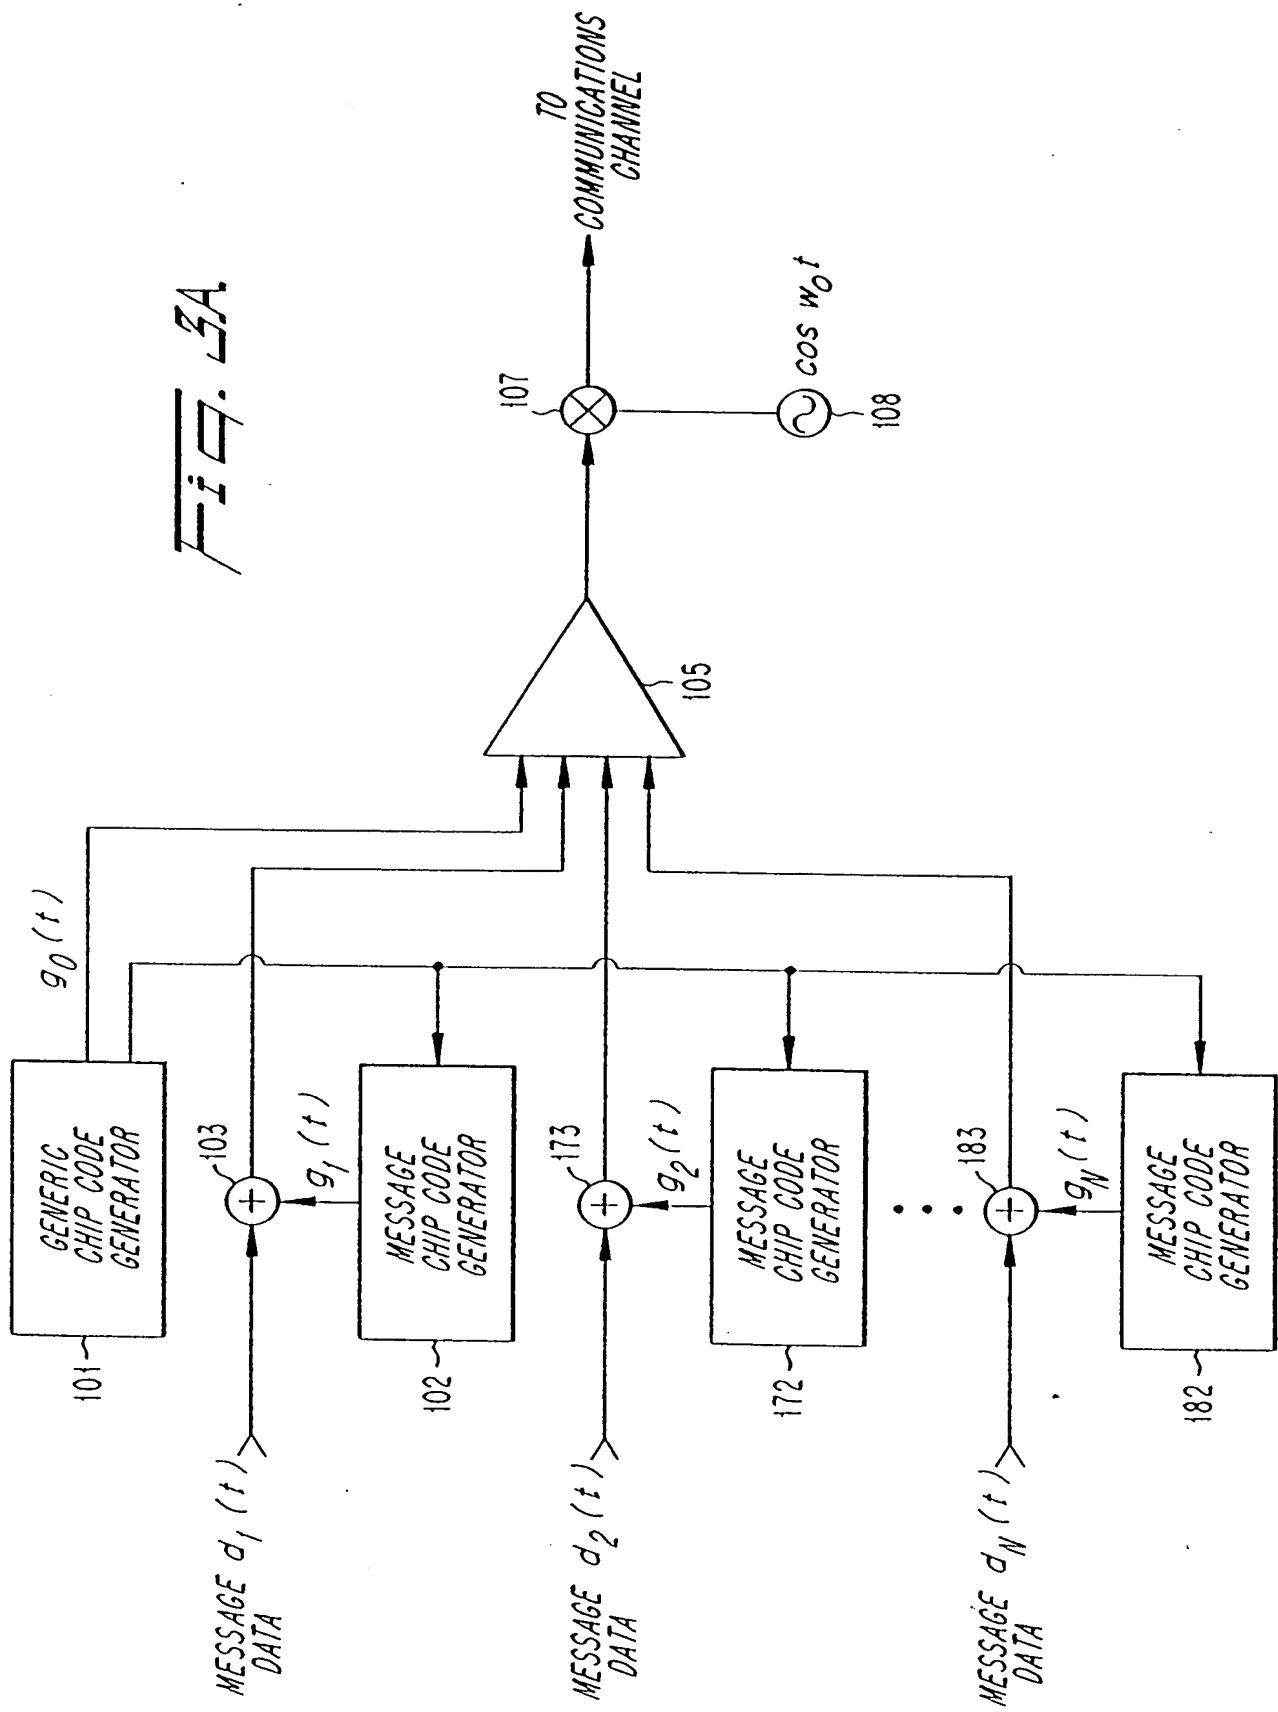 Fig. 3A.
GENERIC
CHIP CODE
GENERATOR
101
g0(t)
MESSAGE d1(t)
DATA
103
g1(t)
MESSAGE
CHIP CODE
GENERATOR
102
MESSAGE d2(t)
DATA
173
g2(t)
MESSAGE
CHIP CODE
GENERATOR
172
MESSAGE dN(t)
DATA
183
gN(t)
MESSAGE
CHIP CODE
GENERATOR
182
105
107
cos w0t
108
TO
COMMUNICATIONS
CHANNEL